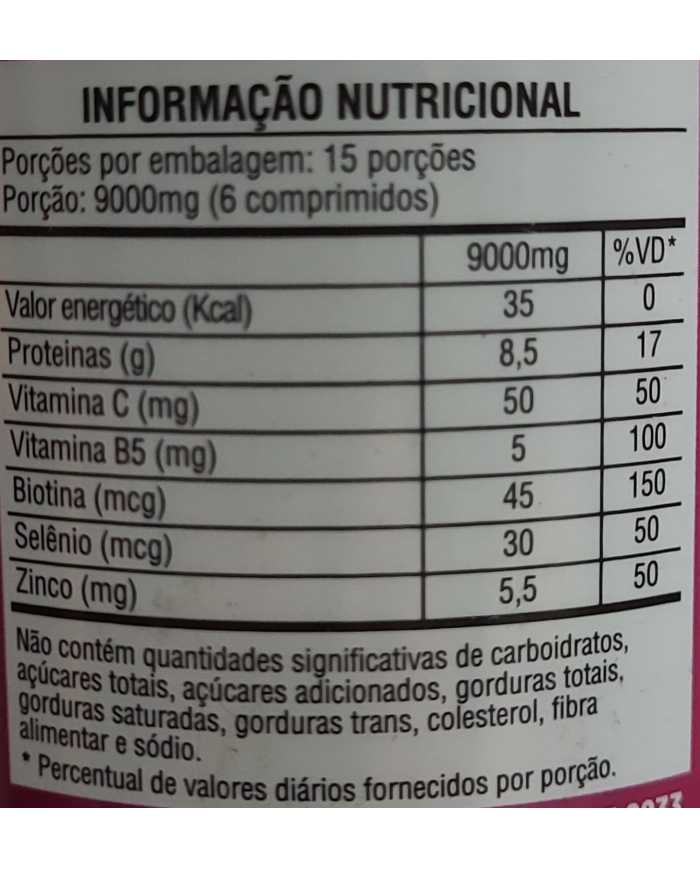 INFORMAÇÃO NUTRICIONAL
Porções por embalagem: 15 porções
Porção: 9000mg (6 comprimidos)
9000mg %VD*
Valor energético (Kcal) 35 0
Proteinas (g) 8,5 17
Vitamina C (mg) 50 50
Vitamina B5 (mg) 5 100
Biotina (mcg) 45 150
Selênio (mcg) 30 50
Zinco (mg) 5,5 50
Não contém quantidades significativas de carboidratos,
açúcares totais, açúcares adicionados, gorduras totais,
gorduras saturadas, gorduras trans, colesterol, fibra
alimentar e sódio.
* Percentual de valores diários fornecidos por porção.